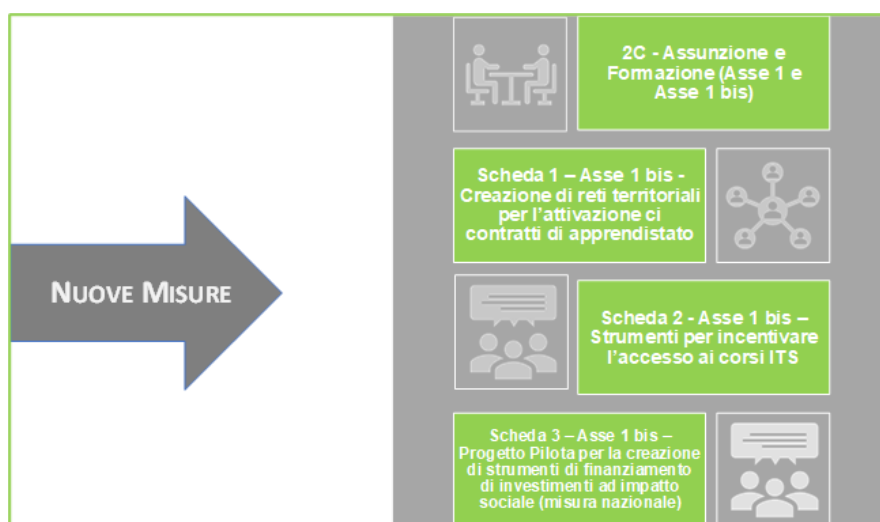 NUOVE MISURE
2C - Assunzione e
Formazione (Asse 1 e
Asse 1 bis)
Scheda 1 – Asse 1 bis -
Creazione di reti territoriali
per l'attivazione ci
contratti di apprendistato
Scheda 2 - Asse 1 bis –
Strumenti per incentivare
l'accesso ai corsi ITS
Scheda 3 – Asse 1 bis –
Progetto Pilota per la creazione
di strumenti di finanziamento
di investimenti ad impatto
sociale (misura nazionale)